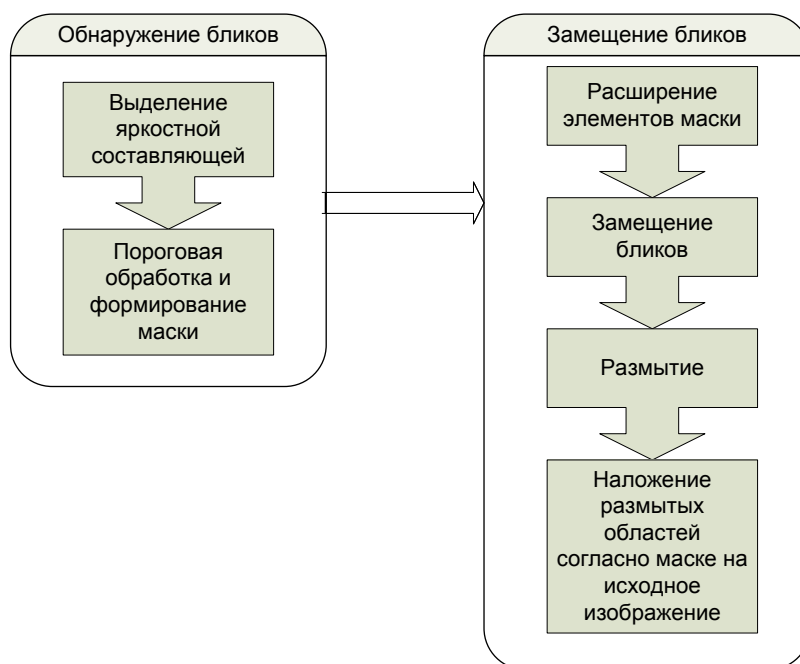 Обнаружение бликов
Выделение
яркостной
составляющей
Пороговая
обработка и
формирование
маски
Замещение бликов
Расширение
элементов маски
Замещение
бликов
Размытие
Наложение
размытых
областей
согласно маске на
исходное
изображение